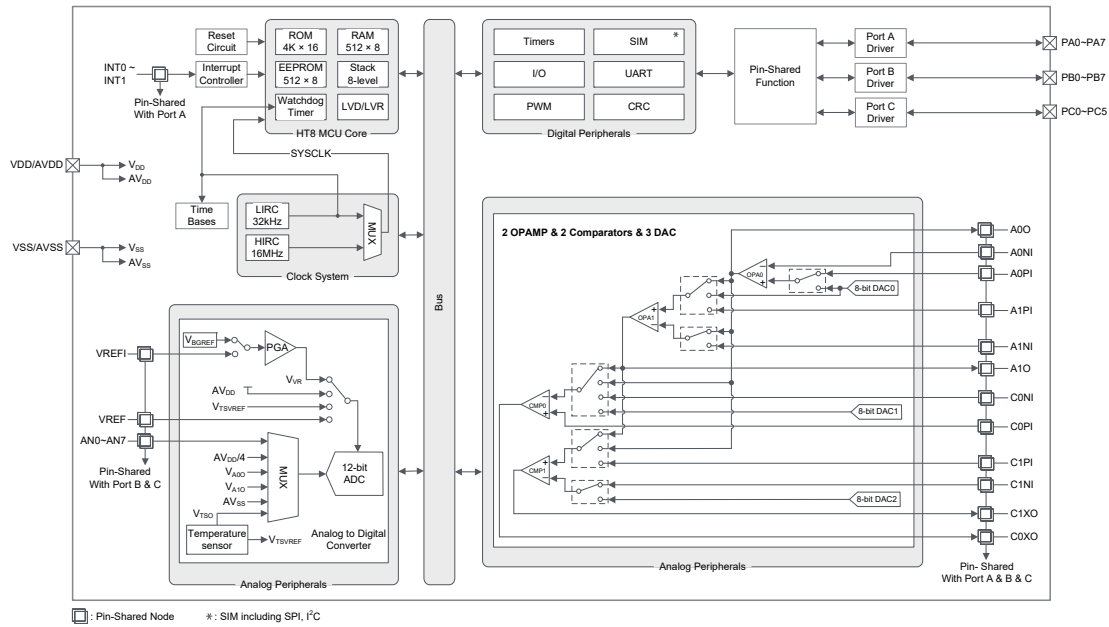 Reset
Circuit
ROM
4K × 16
RAM
512 × 8
INT0 ~
INT1
Interrupt
Controller
EEPROM
512 × 8
Stack
8-level
Pin-Shared
With Port A
Watchdog
Timer
LVD/LVR
HT8 MCU Core
SYSCLK
Timers
SIM
*
I/O
UART
PWM
CRC
Digital Peripherals
Pin-Shared
Function
Port A
Driver
Port B
Driver
Port C
Driver
PA0~PA7
PB0~PB7
PC0~PC5
VDD/AVDD
VDD
AVDD
Time
Bases
LIRC
32kHz
HIRC
16MHz
MUX
Clock System
VSS/AVSS
VSS
AVSS
Bus
VBGREF
PGA
VREFI
VVR
AVDD
VTSVREF
VREF
AN0~AN7
Pin-Shared
With Port B & C
AVDD/4
VA0O
VA1O
AVSS
VTSO
MUX
12-bit
ADC
Temperature
sensor
VTSVREF
Analog to Digital
Converter
Analog Peripherals
2 OPAMP & 2 Comparators & 3 DAC
OPA0
8-bit DAC0
OPA1
CMP0
8-bit DAC1
CMP1
8-bit DAC2
Analog Peripherals
A0O
A0NI
A0PI
A1PI
A1NI
A1O
C0NI
C0PI
C1PI
C1NI
C1XO
C0XO
Pin- Shared
With Port A & B & C
: Pin-Shared Node
* : SIM including SPI, I²C